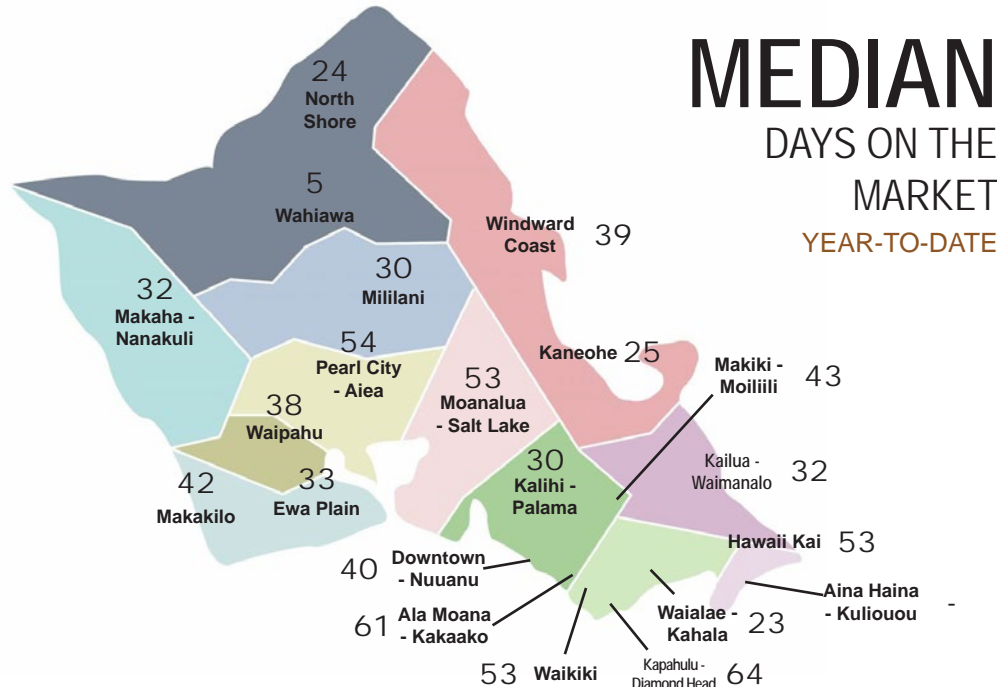 MEDIAN
DAYS ON THE
MARKET
YEAR-TO-DATE
24
North
Shore
5
Wahiawa
Windward
Coast
39
30
Mililani
32
Makaha -
Nanakuli
54
Pearl City
- Aiea
Kaneohe 25
53
Moanalua
- Salt Lake
Makiki -
Moiliili
43
38
Waipahu
30
Kalihi -
Palama
Kailua -
Waimanalo
32
42
Makakilo
33
Ewa Plain
Hawaii Kai 53
40
Downtown
- Nuuanu
Aina Haina
- Kuliouou
-
61
Ala Moana
- Kakaako
Waialae -
Kahala
23
53 Waikiki
Kapahulu -
Diamond Head
64